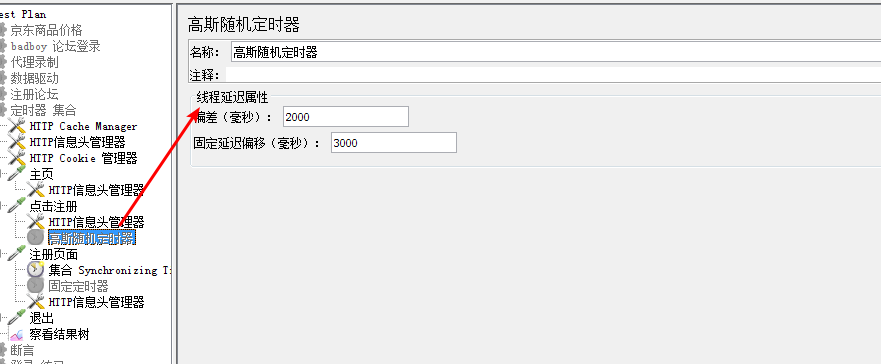 est Plan
京东商品价格
badboy 论坛登录
代理录制
数据驱动
注册论坛
定时器 集合
HTTP Cache Manager
HTTP信息头管理器
HTTP Cookie 管理器
主页
HTTP信息头管理器
点击注册
HTTP信息头管理器
高斯随机定时器
注册页面
集合 Synchronizing T
固定定时器
HTTP信息头管理器
退出
察看结果树
断言
高斯随机定时器
名称： 高斯随机定时器
注释：
线程延迟属性
偏差（毫秒）： 2000
固定延迟偏移（毫秒）： 3000